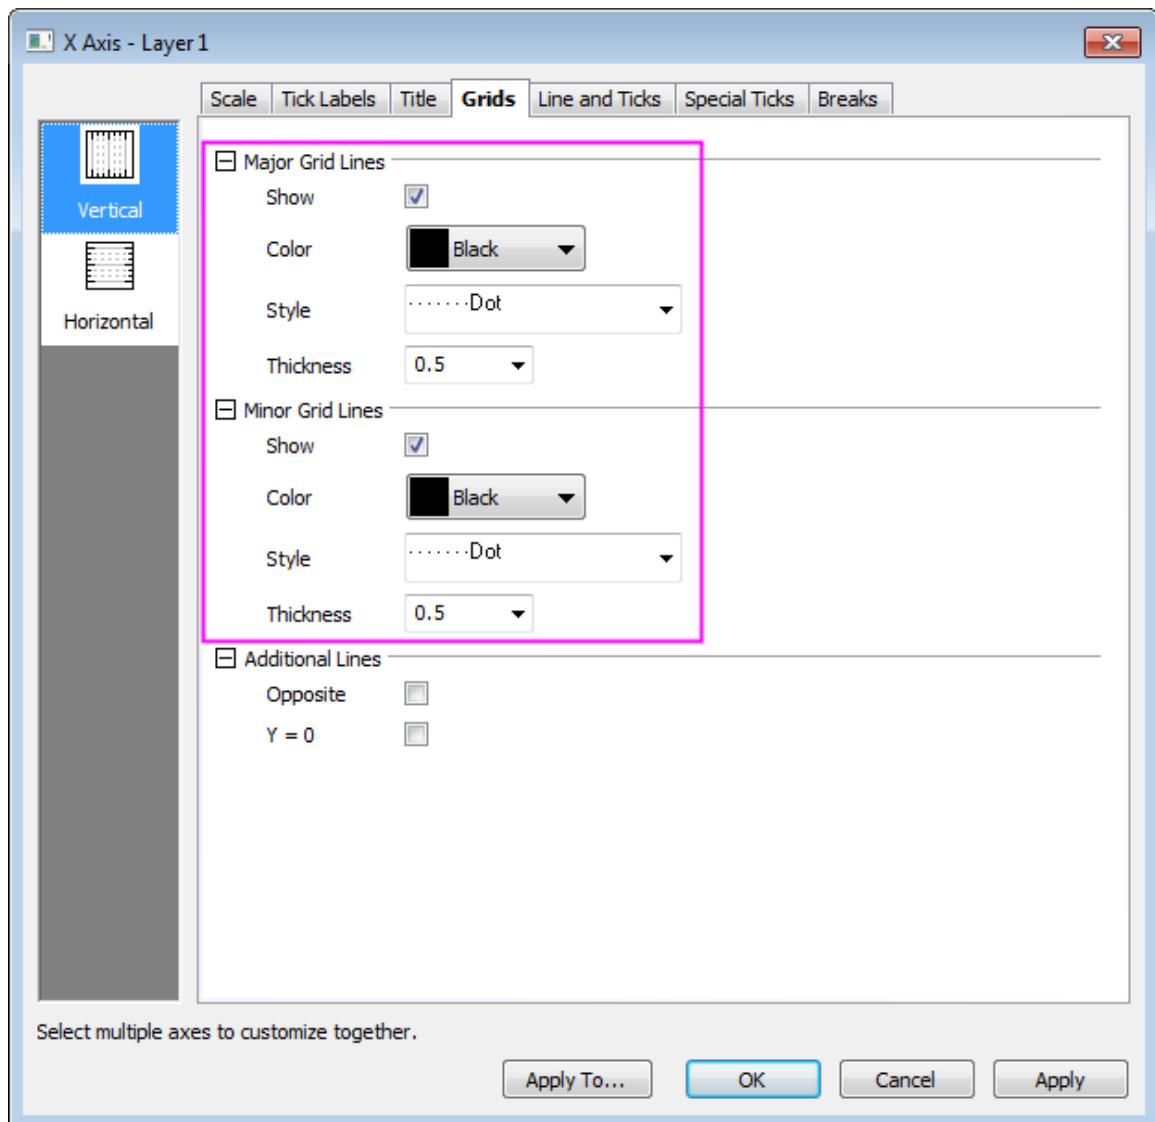 X Axis - Layer 1
Scale Tick Labels Title Grids Line and Ticks Special Ticks Breaks
Vertical
Horizontal
Major Grid Lines
Show
Color Black
Style Dot
Thickness 0.5
Minor Grid Lines
Show
Color Black
Style Dot
Thickness 0.5
Additional Lines
Opposite
Y = 0
Select multiple axes to customize together.
Apply To... OK Cancel Apply